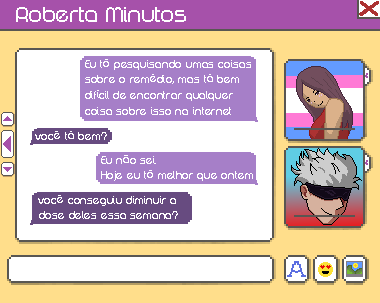 Roberta Minutos
Eu tô pesquisando umas coisas
sobre o remédio, mas tá bem
difícil de encontrar qualquer
coisa sobre isso na internet
você tá bem?
Eu não sei.
Hoje eu tô melhor que ontem
você conseguiu diminuir a
dose deles essa semana?
A